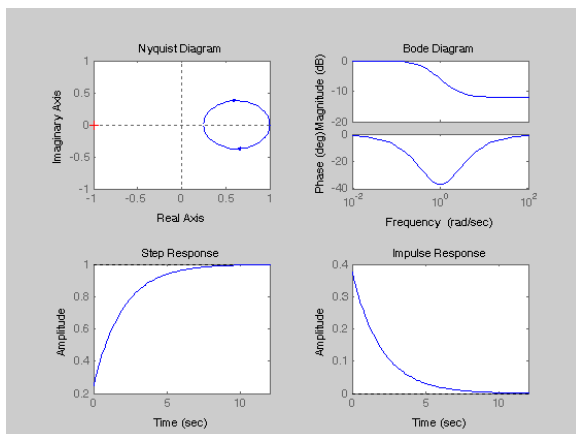 Nyquist Diagram
Imaginary Axis
1
0.5
0
-0.5
-1
-1 -0.5 0 0.5 1
Real Axis
Bode Diagram
Phase (deg)Magnitude (dB)
0
-10
-20
0
-20
-40
10^-2 10^0 10^2
Frequency (rad/sec)
Step Response
Amplitude
1
0.8
0.6
0.4
0.2
0 5 10
Time (sec)
Impulse Response
Amplitude
0.4
0.3
0.2
0.1
0
0 5 10
Time (sec)